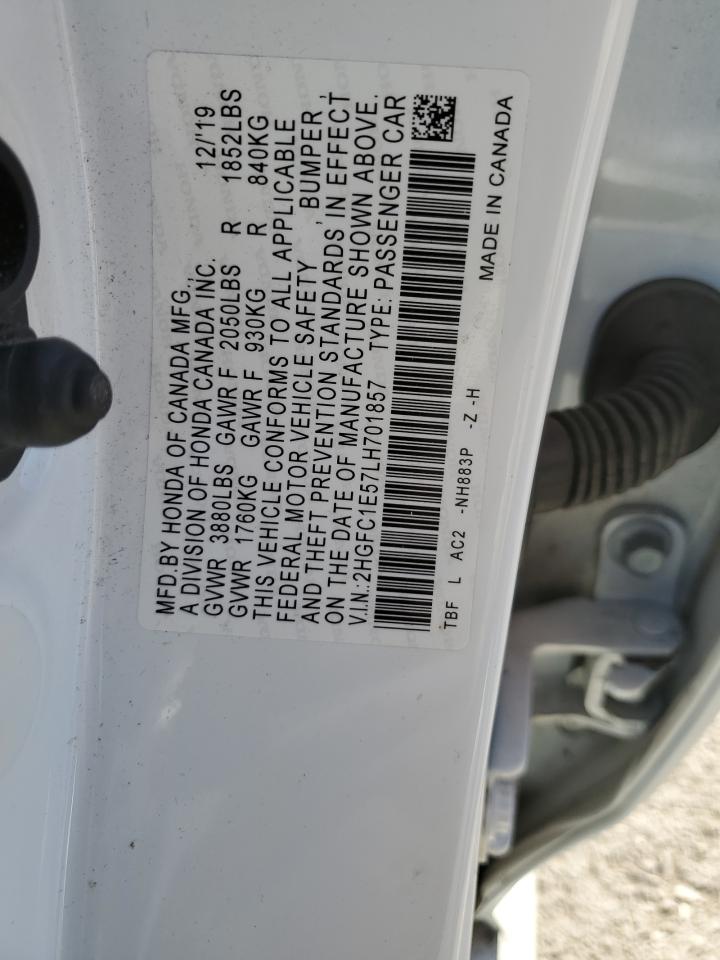 MFD.BY HONDA OF CANADA MFG., 12/'19
A DIVISION OF HONDA CANADA INC.
GVWR 3880LBS GAWR F 2050LBS R 1852LBS
GVWR 1760KG GAWR F 930KG R 840KG
THIS VEHICLE CONFORMS TO ALL APPLICABLE
FEDERAL MOTOR VEHICLE SAFETY , BUMPER ,
AND THEFT PREVENTION STANDARDS IN EFFECT
ON THE DATE OF MANUFACTURE SHOWN ABOVE.
V.I.N.:2HGFC1E57LH701857 TYPE: PASSENGER CAR
TBF L AC2 -NH883P -Z -H MADE IN CANADA